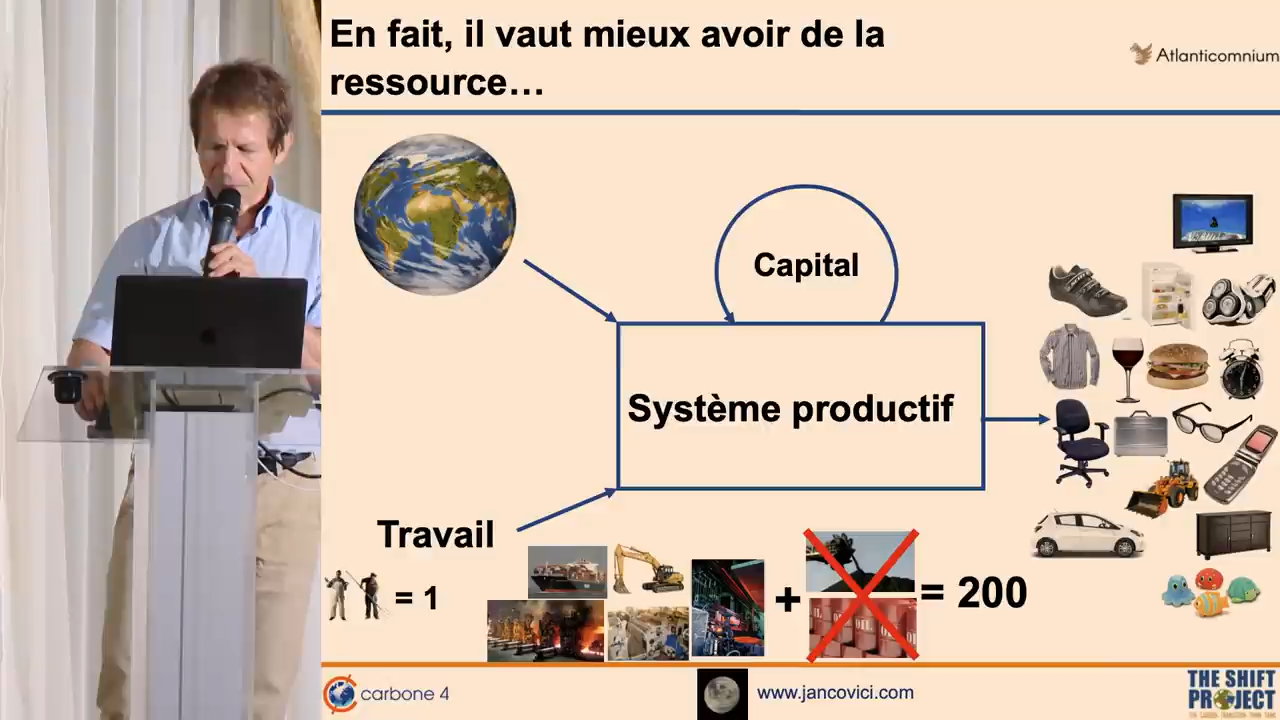 En fait, il vaut mieux avoir de la
ressource…
Atlanticomnium
Capital
Système productif
Travail
= 1
+
= 200
OIL
carbone 4
www.jancovici.com
THE SHIFT
PROJECT